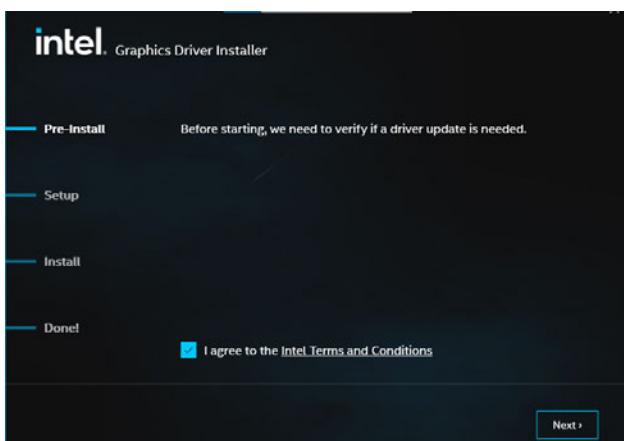 intel. Graphics Driver Installer
Pre-Install
Before starting, we need to verify if a driver update is needed.
Setup
Install
Done!
I agree to the Intel Terms and Conditions
Next ›